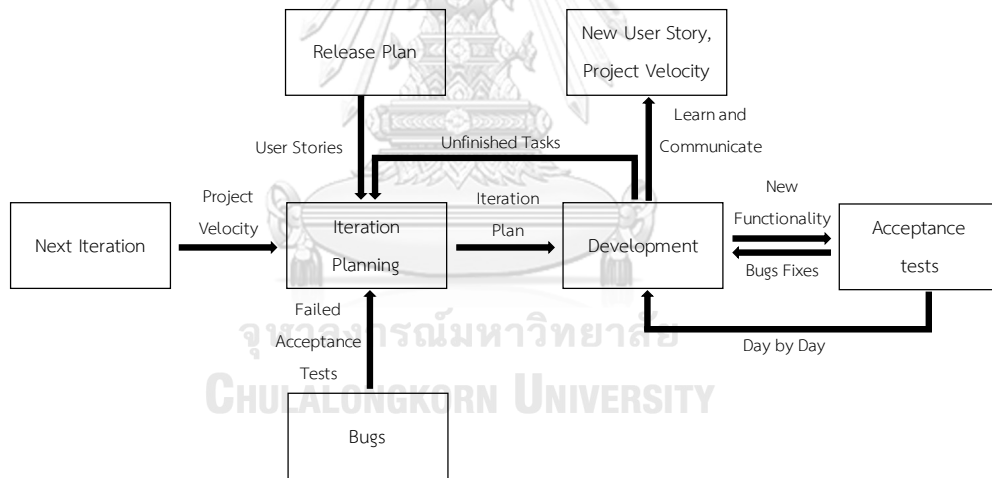 Release Plan
New User Story,
Project Velocity
User Stories
Unfinished Tasks
Learn and
Communicate
Next Iteration
Project
Velocity
Iteration
Planning
Iteration
Plan
Development
New
Functionality
Bugs Fixes
Acceptance
tests
Failed
Acceptance
Tests
Day by Day
Bugs
จุฬาลงกรณ์มหาวิทยาลัย
CHULALONGKORN UNIVERSITY